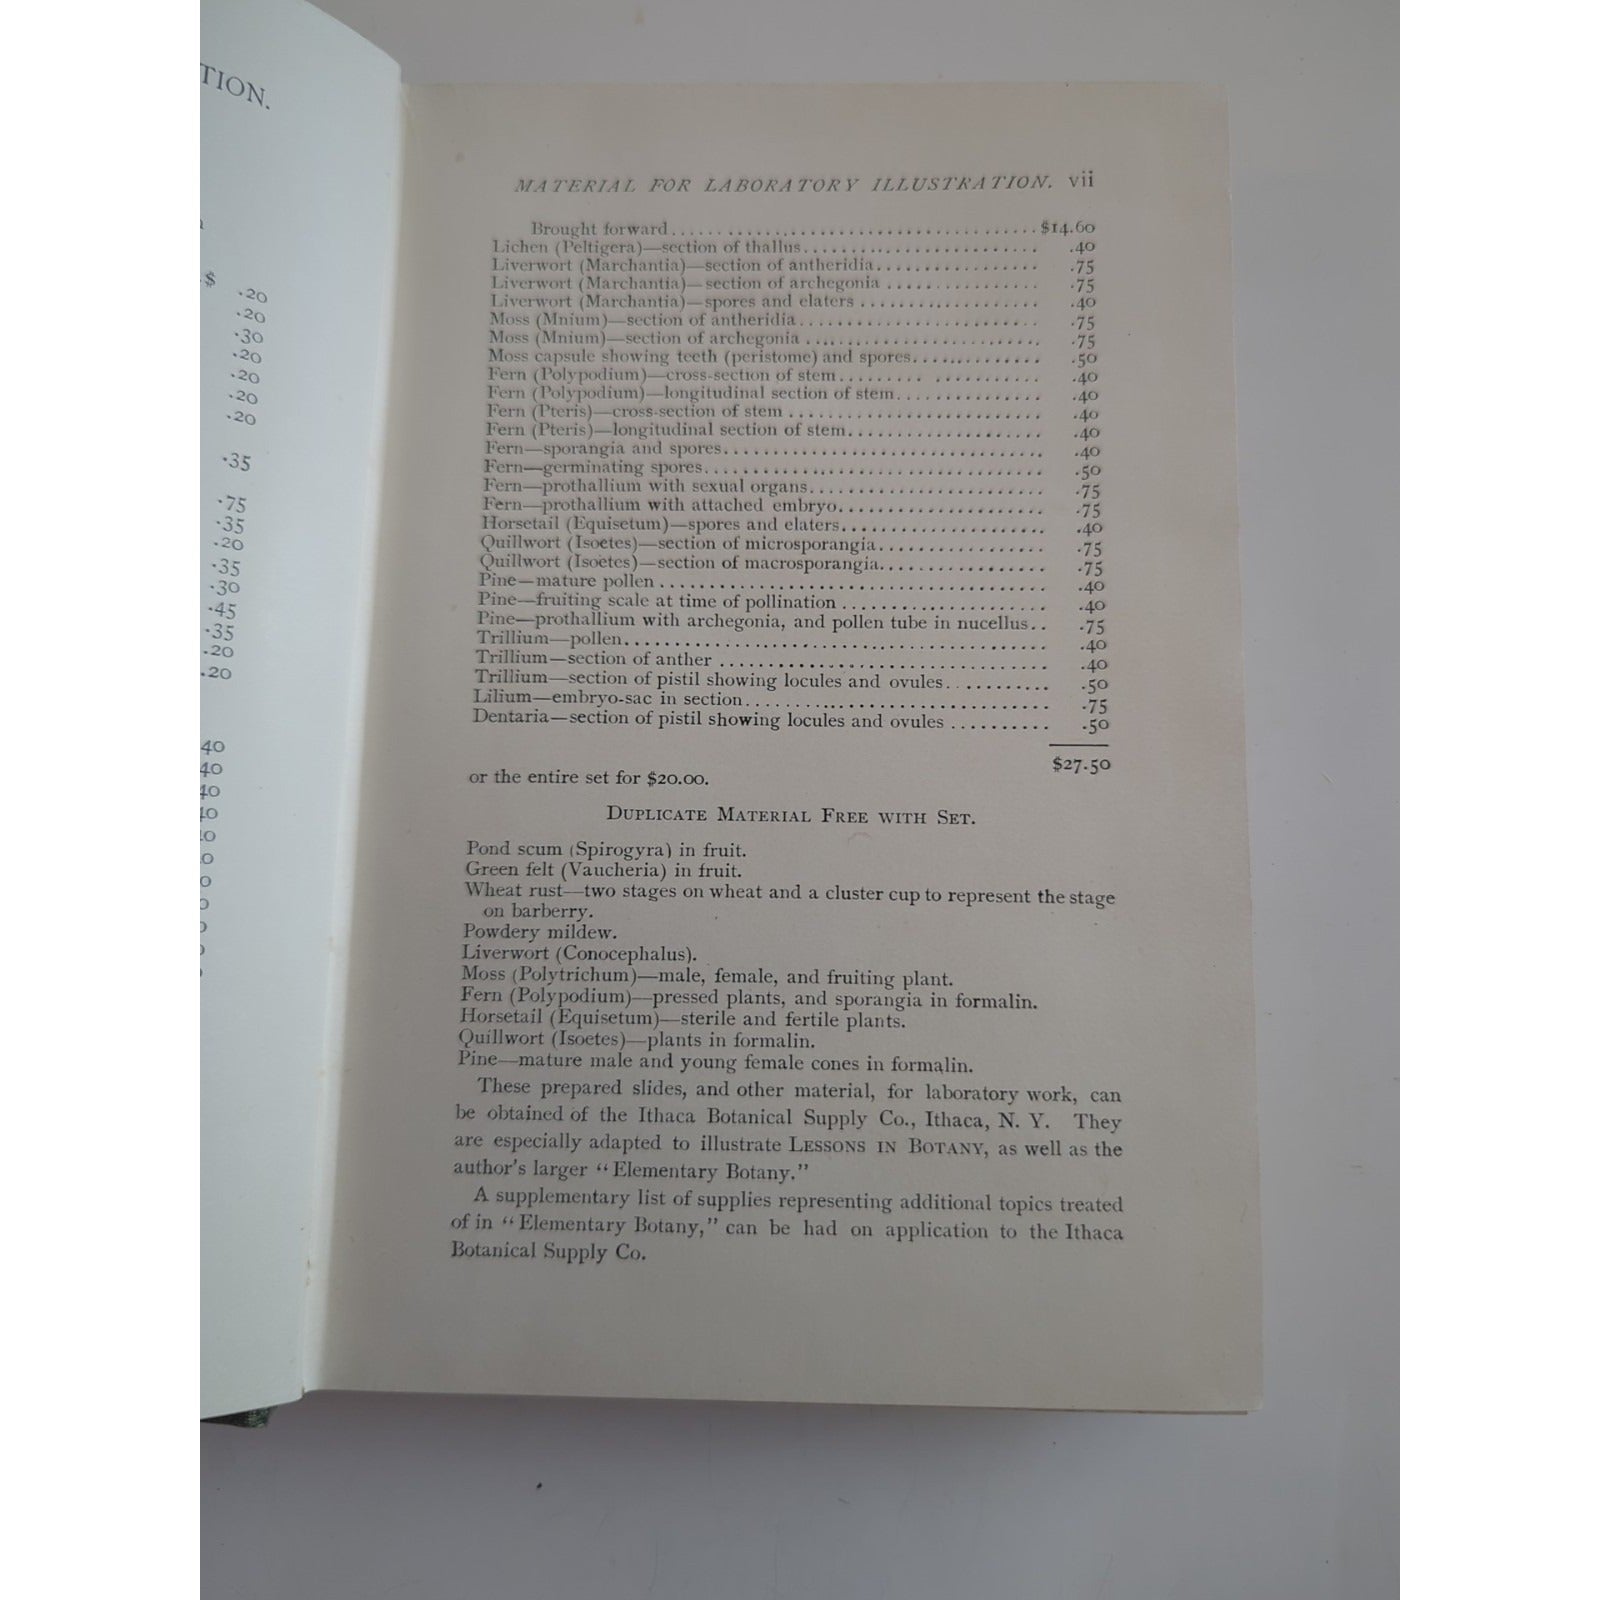 TION.
$ .20
.20
.30
.20
.20
.20
.20
.35
.75
.35
.20
.35
.30
.45
.35
.20
.20
40
40
40
MATERIAL FOR LABORATORY ILLUSTRATION. vii
Brought forward........................................$14.60
Lichen (Peltigera)—section of thallus............................ .40
Liverwort (Marchantia)—section of antheridia................. .75
Liverwort (Marchantia)—section of archegonia ................ .75
Liverwort (Marchantia)—spores and elaters ................... .40
Moss (Mnium)—section of antheridia........................... .75
Moss (Mnium)—section of archegonia .......................... .75
Moss capsule showing teeth (peristome) and spores............. .50
Fern (Polypodium)—cross-section of stem......... ........... .40
Fern (Polypodium)—longitudinal section of stem............... .40
Fern (Pteris)—cross-section of stem ........................... .40
Fern (Pteris)—longitudinal section of stem..................... .40
Fern—sporangia and spores................................... .40
Fern—germinating spores..................................... .50
Fern—prothallium with sexual organs......................... .75
Fern—prothallium with attached embryo...................... .75
Horsetail (Equisetum)—spores and elaters..................... .40
Quillwort (Isoetes)—section of microsporangia................. .75
Quillwort (Isoetes)—section of macrosporangia................. .75
Pine—mature pollen ......................................... .40
Pine—fruiting scale at time of pollination ..................... .40
Pine—prothallium with archegonia, and pollen tube in nucellus.. .75
Trillium—pollen............................................. .40
Trillium—section of anther ................................... .40
Trillium—section of pistil showing locules and ovules........... .50
Lilium—embryo-sac in section................................ .75
Dentaria—section of pistil showing locules and ovules .......... .50
$27.50
or the entire set for $20.00.
DUPLICATE MATERIAL FREE WITH SET.
Pond scum (Spirogyra) in fruit.
Green felt (Vaucheria) in fruit.
Wheat rust—two stages on wheat and a cluster cup to represent the stage
on barberry.
Powdery mildew.
Liverwort (Conocephalus).
Moss (Polytrichum)—male, female, and fruiting plant.
Fern (Polypodium)—pressed plants, and sporangia in formalin.
Horsetail (Equisetum)—sterile and fertile plants.
Quillwort (Isoetes)—plants in formalin.
Pine—mature male and young female cones in formalin.
These prepared slides, and other material, for laboratory work, can
be obtained of the Ithaca Botanical Supply Co., Ithaca, N. Y. They
are especially adapted to illustrate LESSONS IN BOTANY, as well as the
author's larger "Elementary Botany."
A supplementary list of supplies representing additional topics treated
of in "Elementary Botany," can be had on application to the Ithaca
Botanical Supply Co.